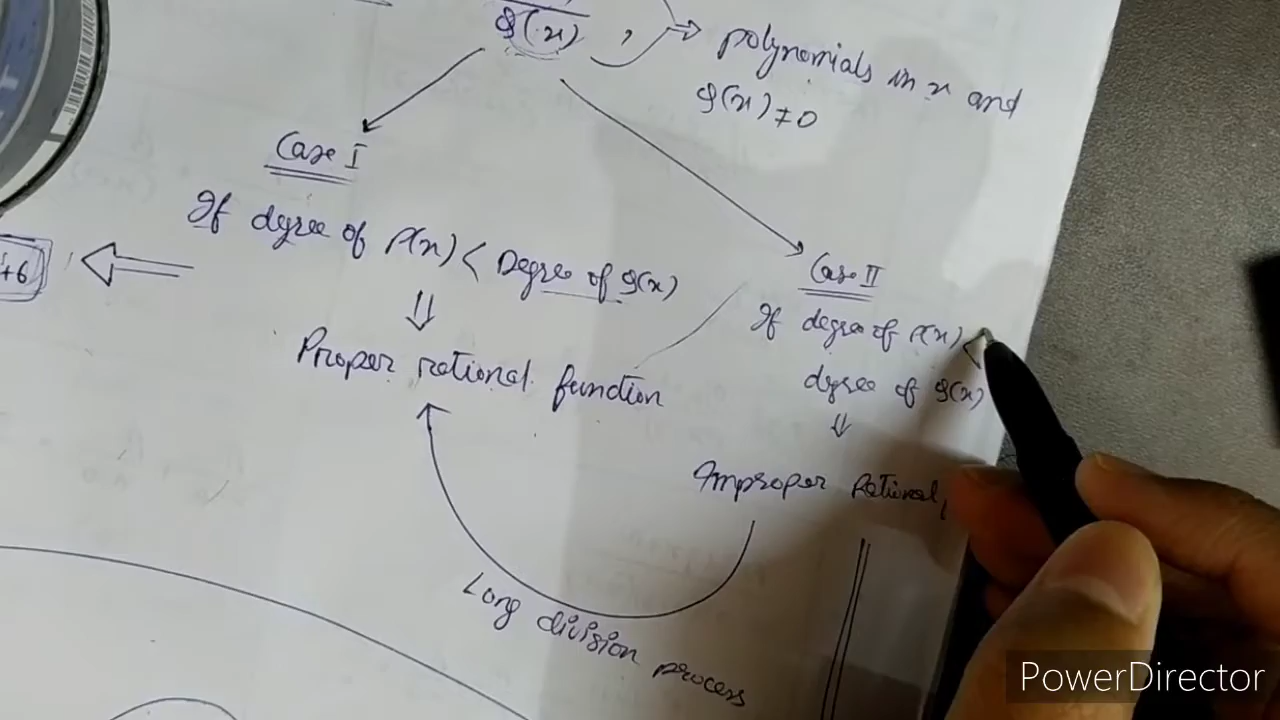 g(x) ,
polynomials in x and
g(x) ≠ 0
Case I
If degree of P(x) < Degree of g(x)
+6
Proper rational function
Case II
If degree of P(x)
degree of g(x)
Improper rational
Long division process
PowerDirector